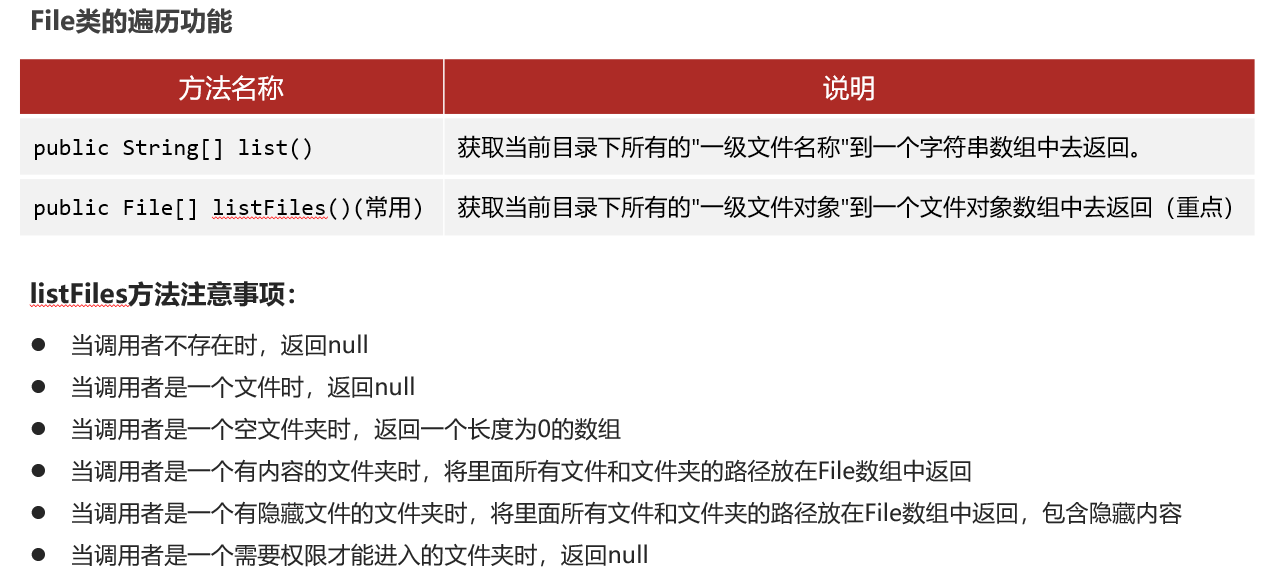 File类的遍历功能
方法名称 说明
public String[] list() 获取当前目录下所有的"一级文件名称"到一个字符串数组中去返回。
public File[] listFiles()(常用) 获取当前目录下所有的"一级文件对象"到一个文件对象数组中去返回（重点）
listFiles方法注意事项：
● 当调用者不存在时，返回null
● 当调用者是一个文件时，返回null
● 当调用者是一个空文件夹时，返回一个长度为0的数组
● 当调用者是一个有内容的文件夹时，将里面所有文件和文件夹的路径放在File数组中返回
● 当调用者是一个有隐藏文件的文件夹时，将里面所有文件和文件夹的路径放在File数组中返回，包含隐藏内容
● 当调用者是一个需要权限才能进入的文件夹时，返回null